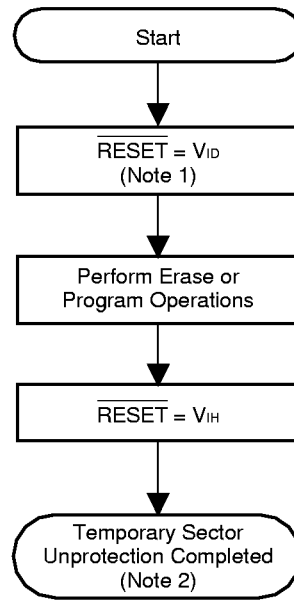 Start
RESET = VID
(Note 1)
Perform Erase or
Program Operations
RESET = VIH
Temporary Sector
Unprotection Completed
(Note 2)